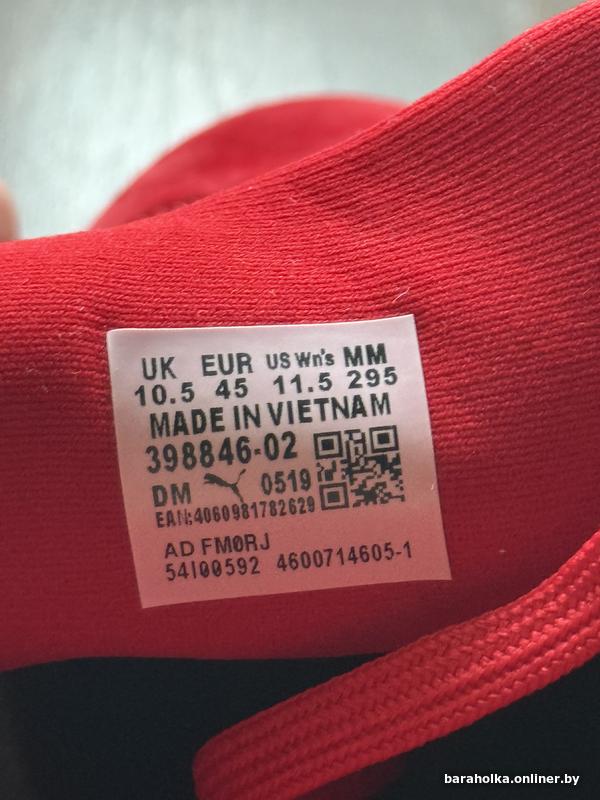 UK EUR US Wn's MM
10.5 45 11.5 295
MADE IN VIETNAM
398846-02
DM 0519
EAN:4060981782629
AD FM0RJ
54I00592 4600714605-1
baraholka.onliner.by